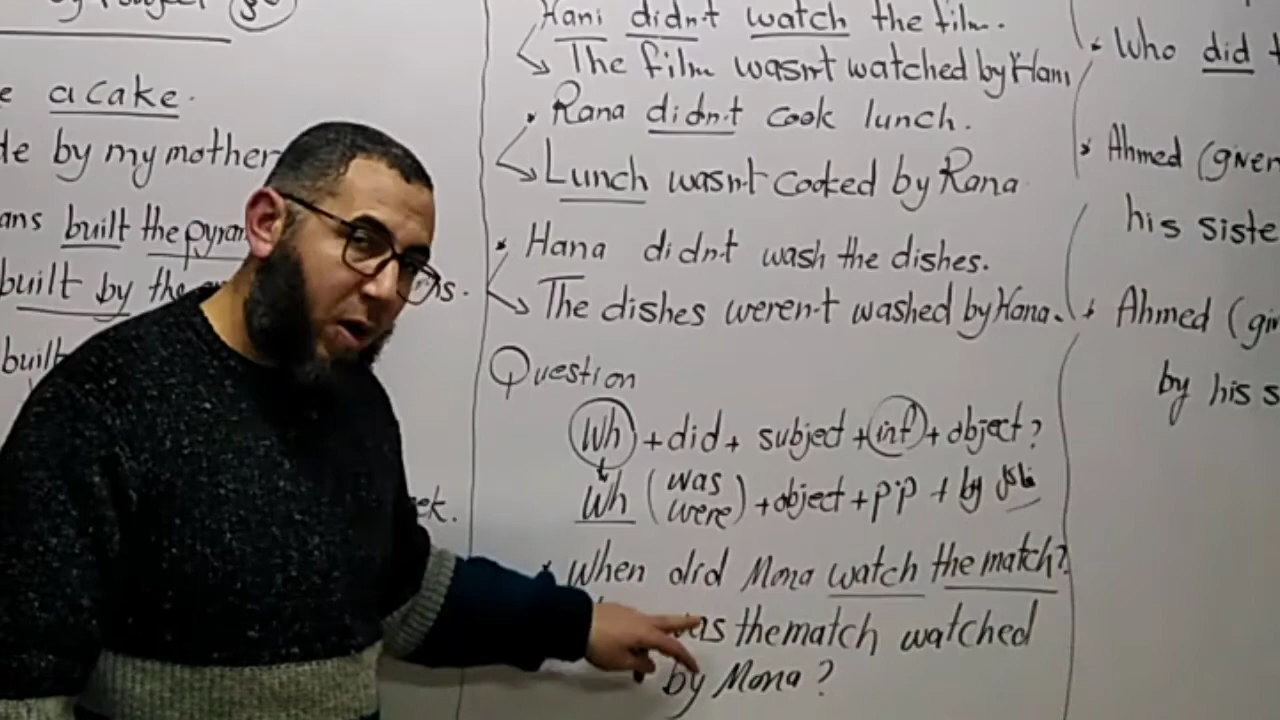 by
e a cake.
de by my mother
ans built the pyram
built by the s.
built
ek.
Hani didn't watch the film.
The film wasn't watched by Hani
Rana didn't cook lunch.
Lunch wasn't cooked by Rana
Hana didn't wash the dishes.
The dishes weren't washed by Hana.
Question
Wh + did + subject + inf + object?
Wh (was were) + object + p.p + by فاعل
When did Mona watch the match?
was the match watched
by Mona?
Who did t
Ahmed (given
his siste
Ahmed (gi
by his s